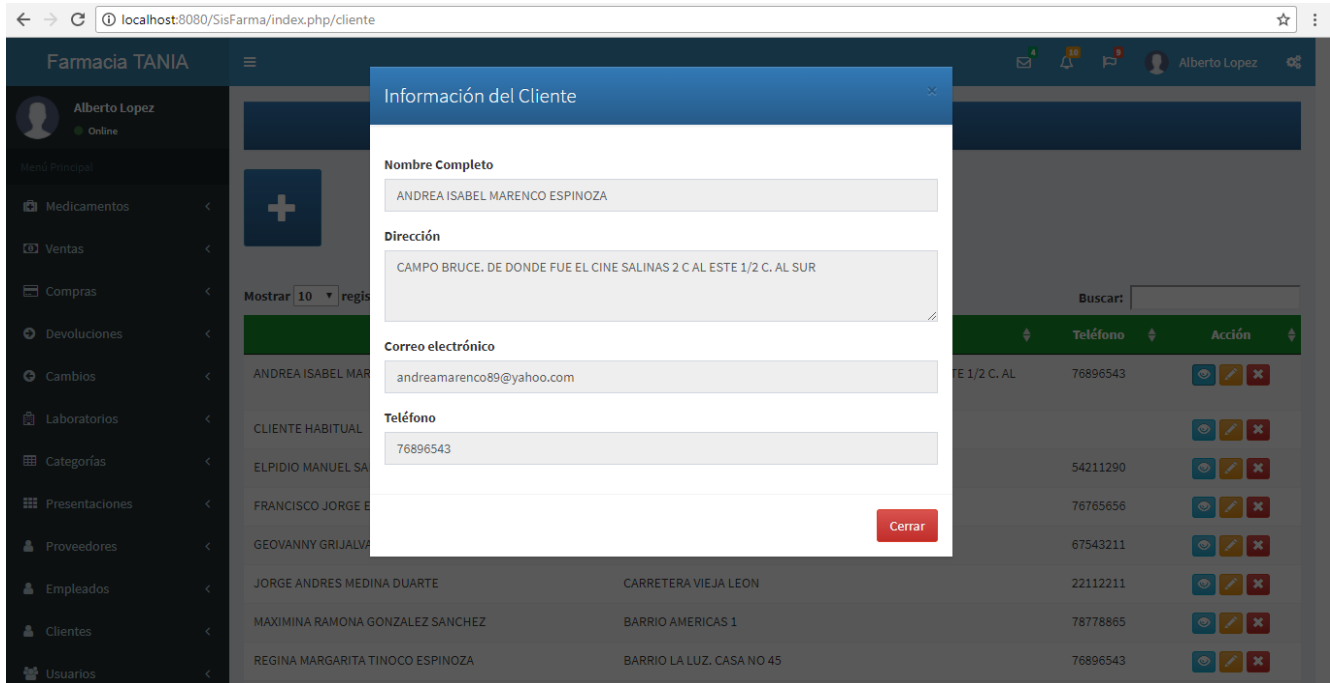 localhost:8080/SisFarma/index.php/cliente
Farmacia TANIA
4
10
9
Alberto Lopez
Alberto Lopez
Online
Menú Principal
Medicamentos
Ventas
Compras
Devoluciones
Cambios
Laboratorios
Categorías
Presentaciones
Proveedores
Empleados
Clientes
Usuarios
Información del Cliente
×
Nombre Completo
ANDREA ISABEL MARENCO ESPINOZA
Dirección
CAMPO BRUCE. DE DONDE FUE EL CINE SALINAS 2 C AL ESTE 1/2 C. AL SUR
Correo electrónico
andreamarenco89@yahoo.com
Teléfono
76896543
Cerrar
Mostrar 10 regis
Buscar:
Teléfono Acción
ANDREA ISABEL MAR TE 1/2 C. AL 76896543
CLIENTE HABITUAL
ELPIDIO MANUEL SA 54211290
FRANCISCO JORGE E 76765656
GEOVANNY GRIJALVA 67543211
JORGE ANDRES MEDINA DUARTE CARRETERA VIEJA LEON 22112211
MAXIMINA RAMONA GONZALEZ SANCHEZ BARRIO AMERICAS 1 78778865
REGINA MARGARITA TINOCO ESPINOZA BARRIO LA LUZ. CASA NO 45 76896543